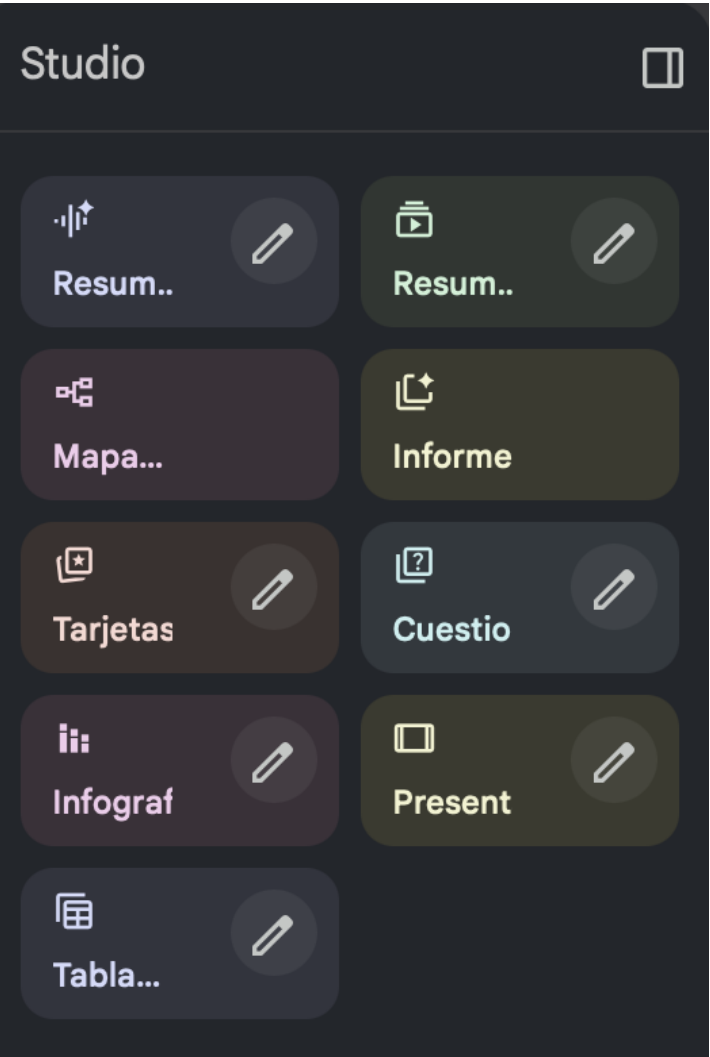 Studio
Resum..
Resum..
Mapa...
Informe
Tarjetas
Cuestio
Infograf
Present
Tabla...